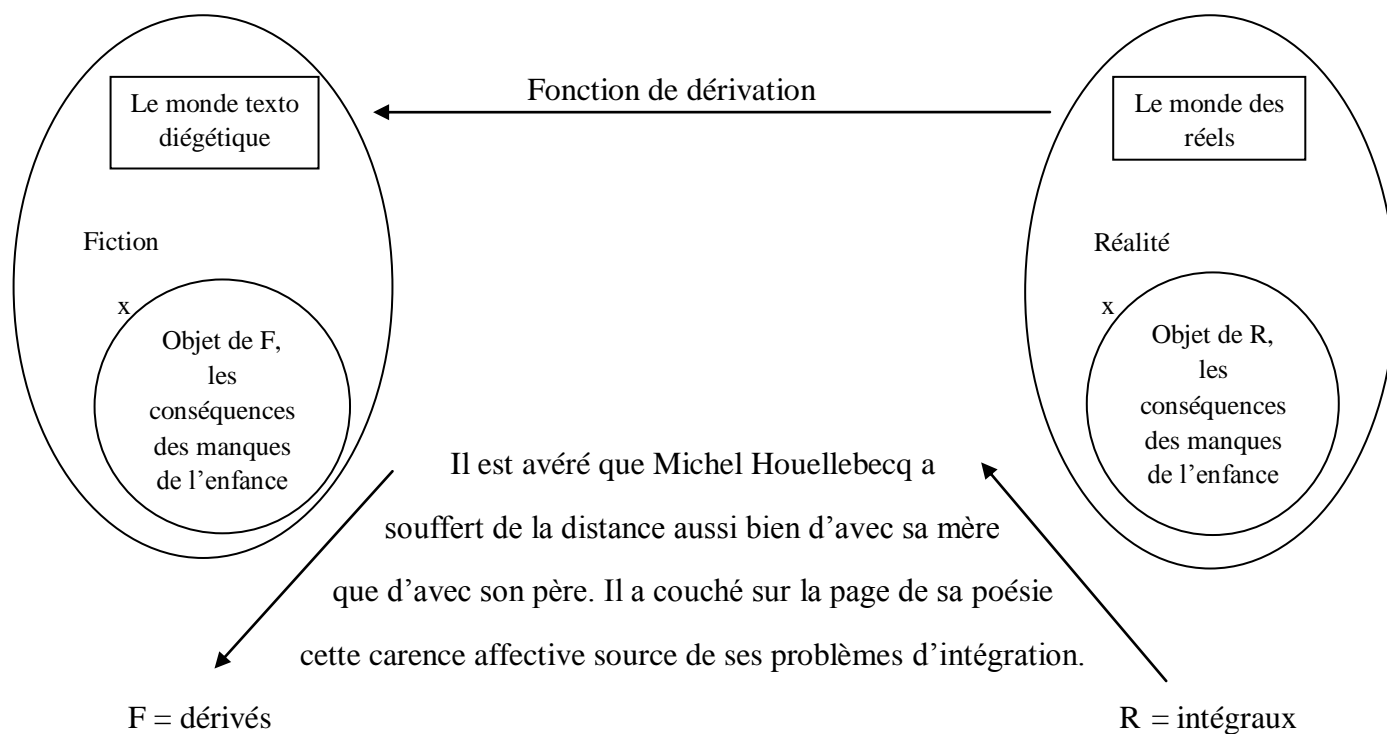 Le monde texto
diégétique
Fonction de dérivation
Le monde des
réels
Fiction
Réalité
x
Objet de F,
les
conséquences
des manques
de l’enfance
x
Objet de R,
les
conséquences
des manques
de l’enfance
Il est avéré que Michel Houellebecq a
souffert de la distance aussi bien d’avec sa mère
que d’avec son père. Il a couché sur la page de sa poésie
cette carence affective source de ses problèmes d’intégration.
F = dérivés
R = intégraux